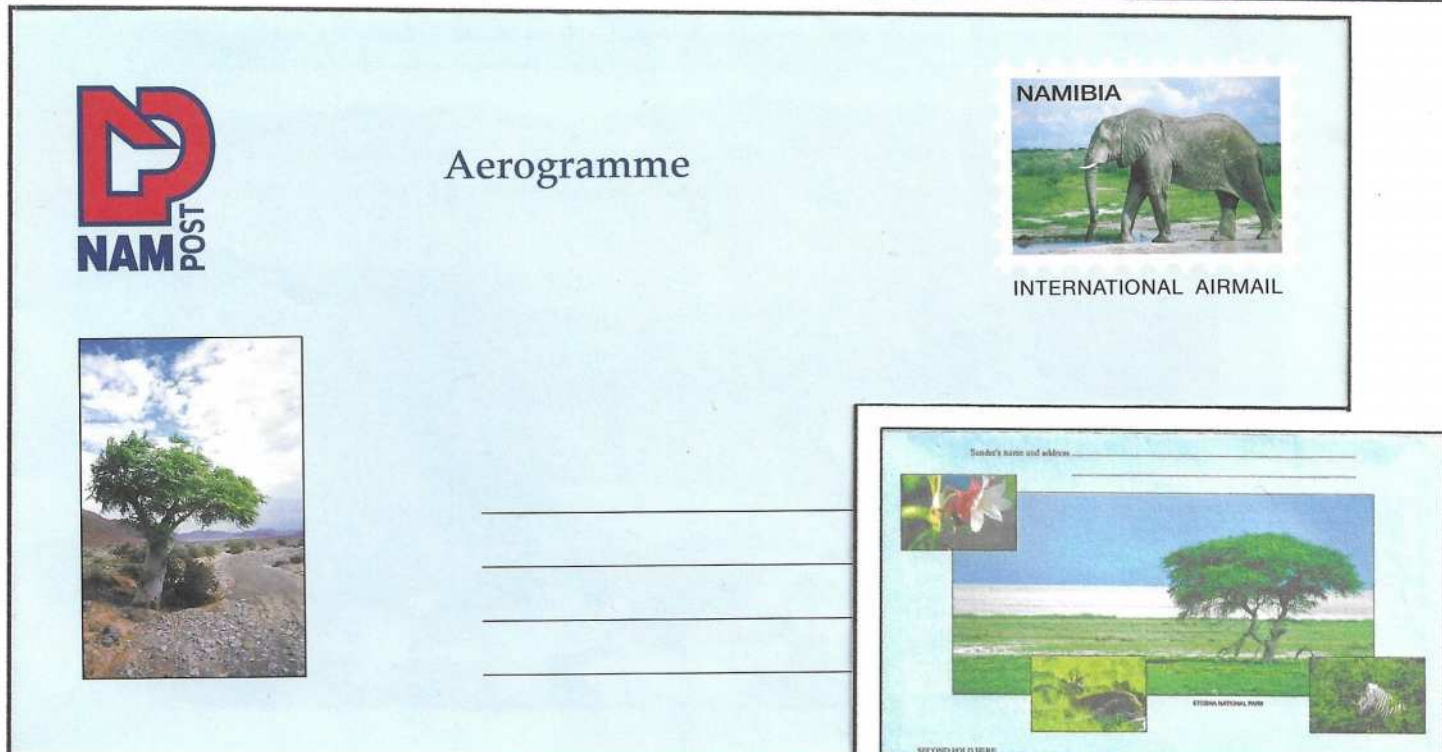 NAMIBIA
NAM POST
Aerogramme
INTERNATIONAL AIRMAIL
Sender's name and address
ETOSHA NATIONAL PARK
SECOND FOLD HERE